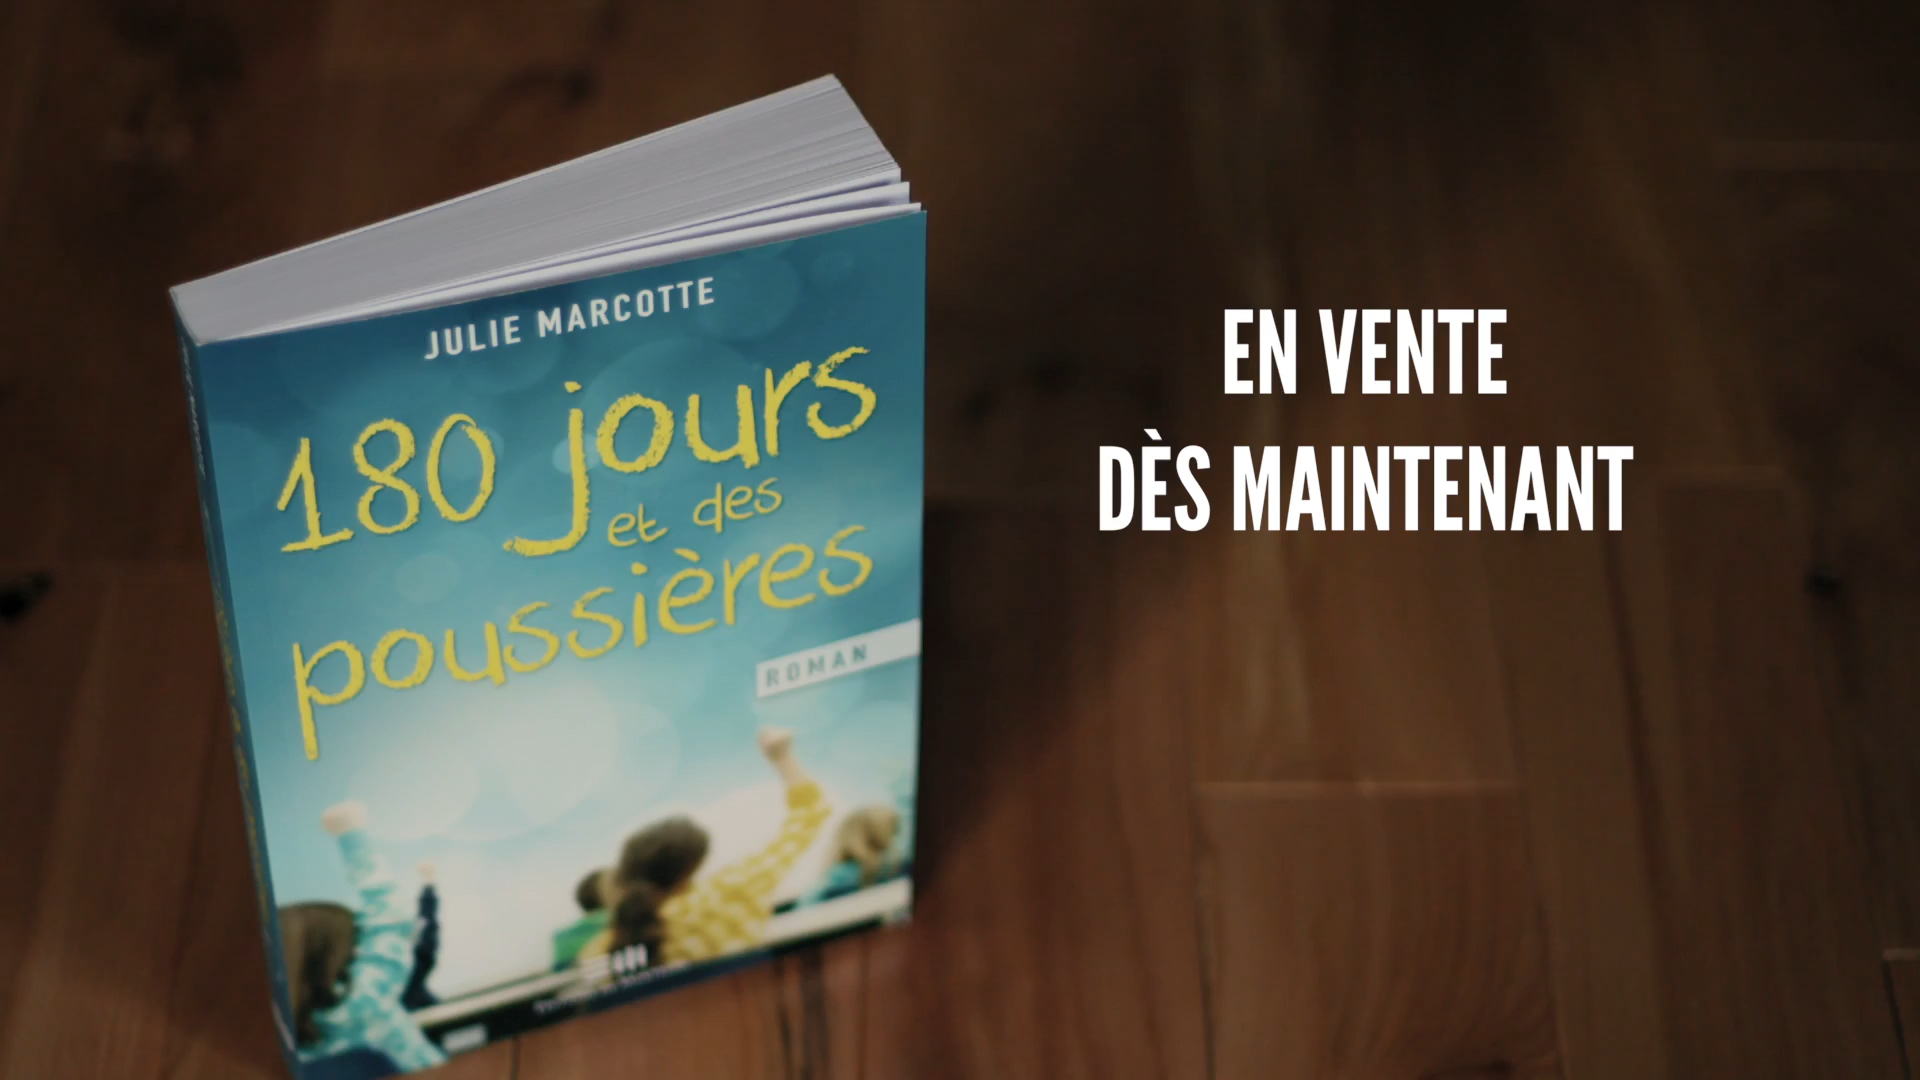 JULIE MARCOTTE
180 jours
et des
poussières
ROMAN
EN VENTE
DÈS MAINTENANT